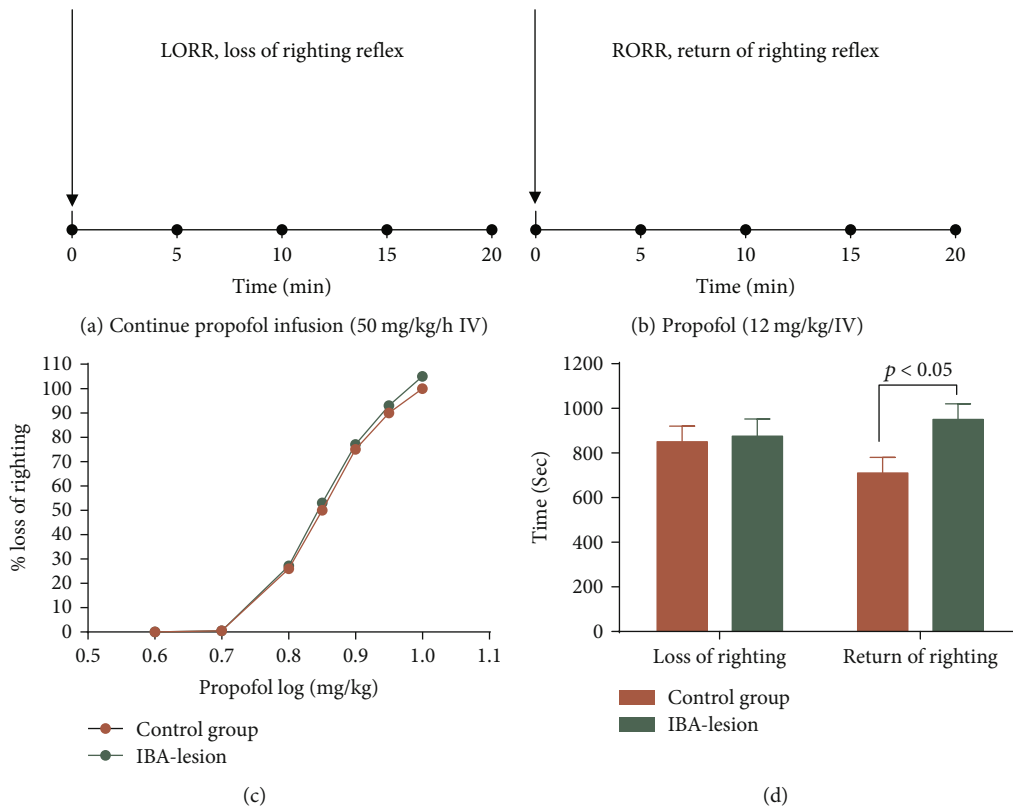 LORR, loss of righting reflex
0 5 10 15 20
Time (min)
(a) Continue propofol infusion (50 mg/kg/h IV)
RORR, return of righting reflex
0 5 10 15 20
Time (min)
(b) Propofol (12 mg/kg/IV)
110
100
90
80
70
60
50
40
30
20
10
0
% loss of righting
0.5 0.6 0.7 0.8 0.9 1.0 1.1
Propofol log (mg/kg)
Control group
IBA-lesion
(c)
1200
1000
800
600
400
200
0
Time (Sec)
p < 0.05
Loss of righting Return of righting
Control group
IBA-lesion
(d)